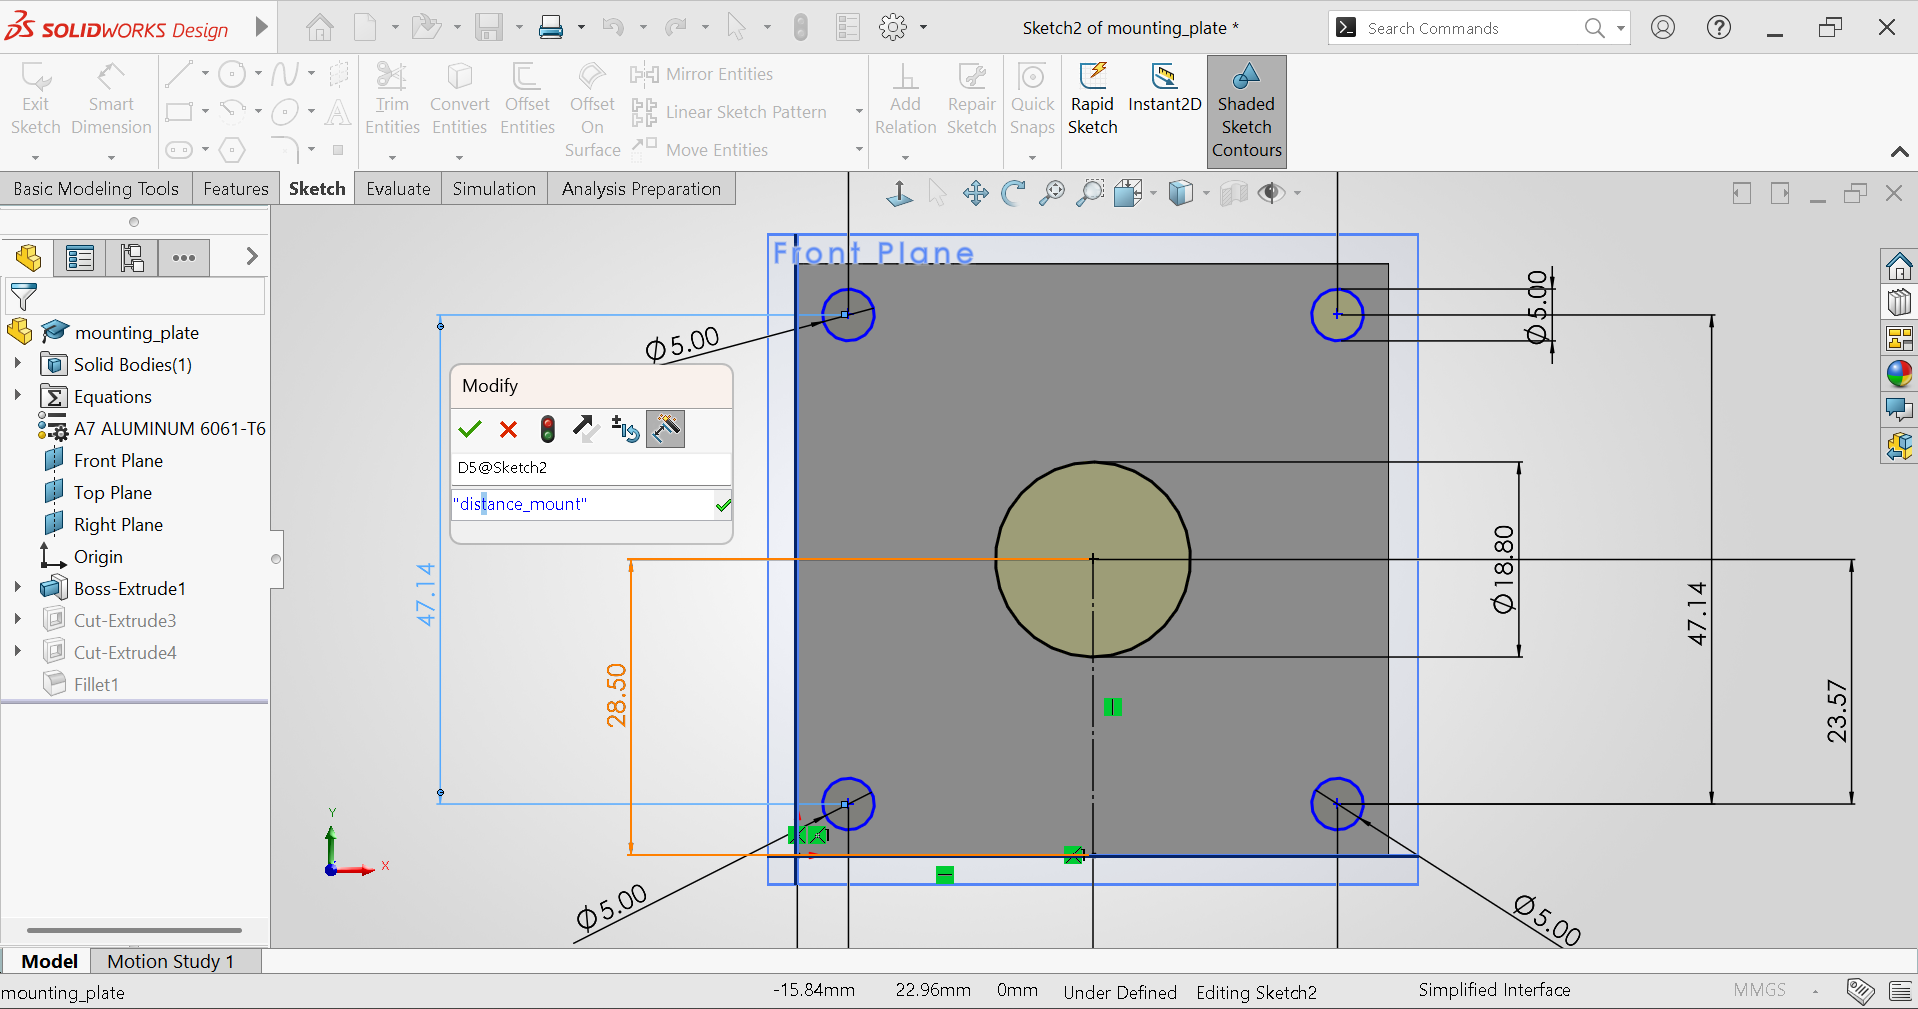 SOLIDWORKS Design
Sketch2 of mounting_plate *
Search Commands
Exit Sketch
Smart Dimension
Trim Entities
Convert Entities
Offset Entities
Offset On Surface
Mirror Entities
Linear Sketch Pattern
Move Entities
Add Relation
Repair Sketch
Quick Snaps
Rapid Sketch
Instant2D
Shaded Sketch Contours
Basic Modeling Tools
Features
Sketch
Evaluate
Simulation
Analysis Preparation
mounting_plate
Solid Bodies(1)
Equations
A7 ALUMINUM 6061-T6
Front Plane
Top Plane
Right Plane
Origin
Boss-Extrude1
Cut-Extrude3
Cut-Extrude4
Fillet1
Front Plane
Ø5.00
Ø5.00
Modify
D5@Sketch2
"distance_mount"
47.14
28.50
Ø18.80
47.14
23.57
1
1
Ø5.00
Ø5.00
Y
X
Model
Motion Study 1
mounting_plate
-15.84mm
22.96mm
0mm
Under Defined
Editing Sketch2
Simplified Interface
MMGS